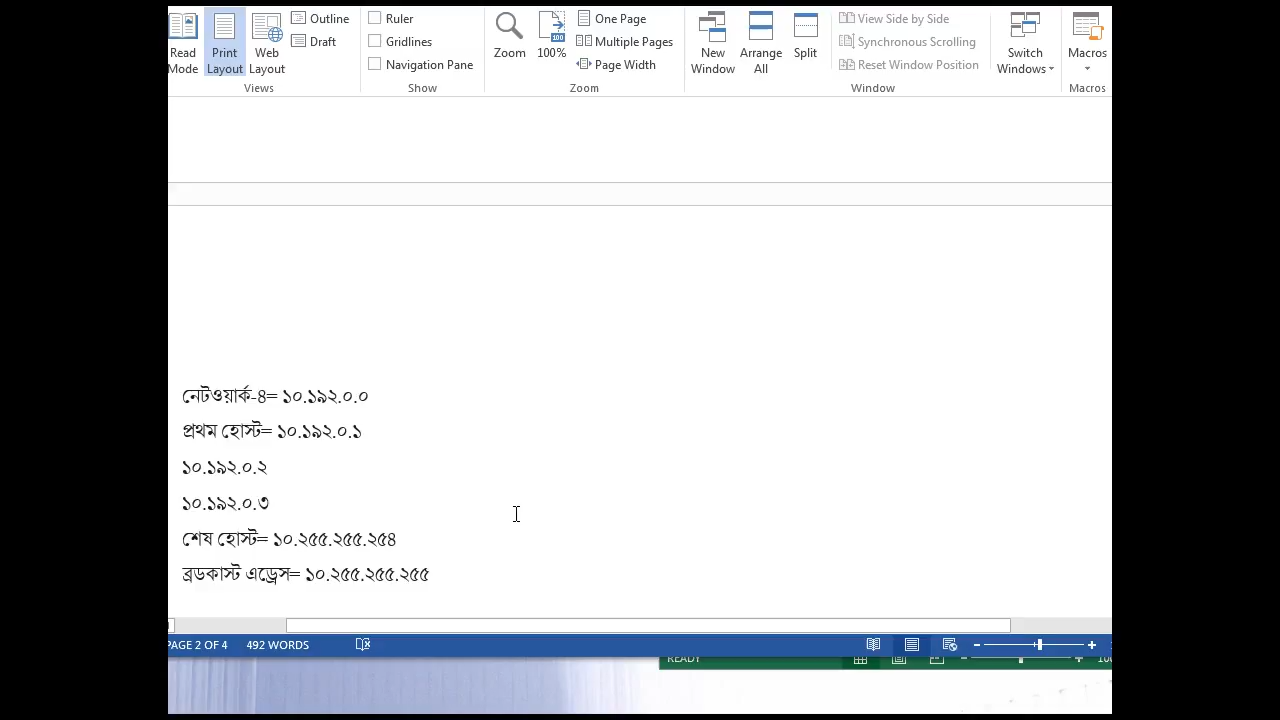 Read Mode
Print Layout
Web Layout
Outline
Draft
Views
Ruler
Gridlines
Navigation Pane
Show
Zoom
100%
One Page
Multiple Pages
Page Width
Zoom
New Window
Arrange All
Split
View Side by Side
Synchronous Scrolling
Reset Window Position
Window
Switch Windows
Macros
Macros
নেটওয়ার্ক-৪= ১০.১৯২.০.০
প্রথম হোস্ট= ১০.১৯২.০.১
১০.১৯২.০.২
১০.১৯২.০.৩
শেষ হোস্ট= ১০.২৫৫.২৫৫.২৫৪
ব্রডকাস্ট এড্রেস= ১০.২৫৫.২৫৫.২৫৫
PAGE 2 OF 4 492 WORDS
READY